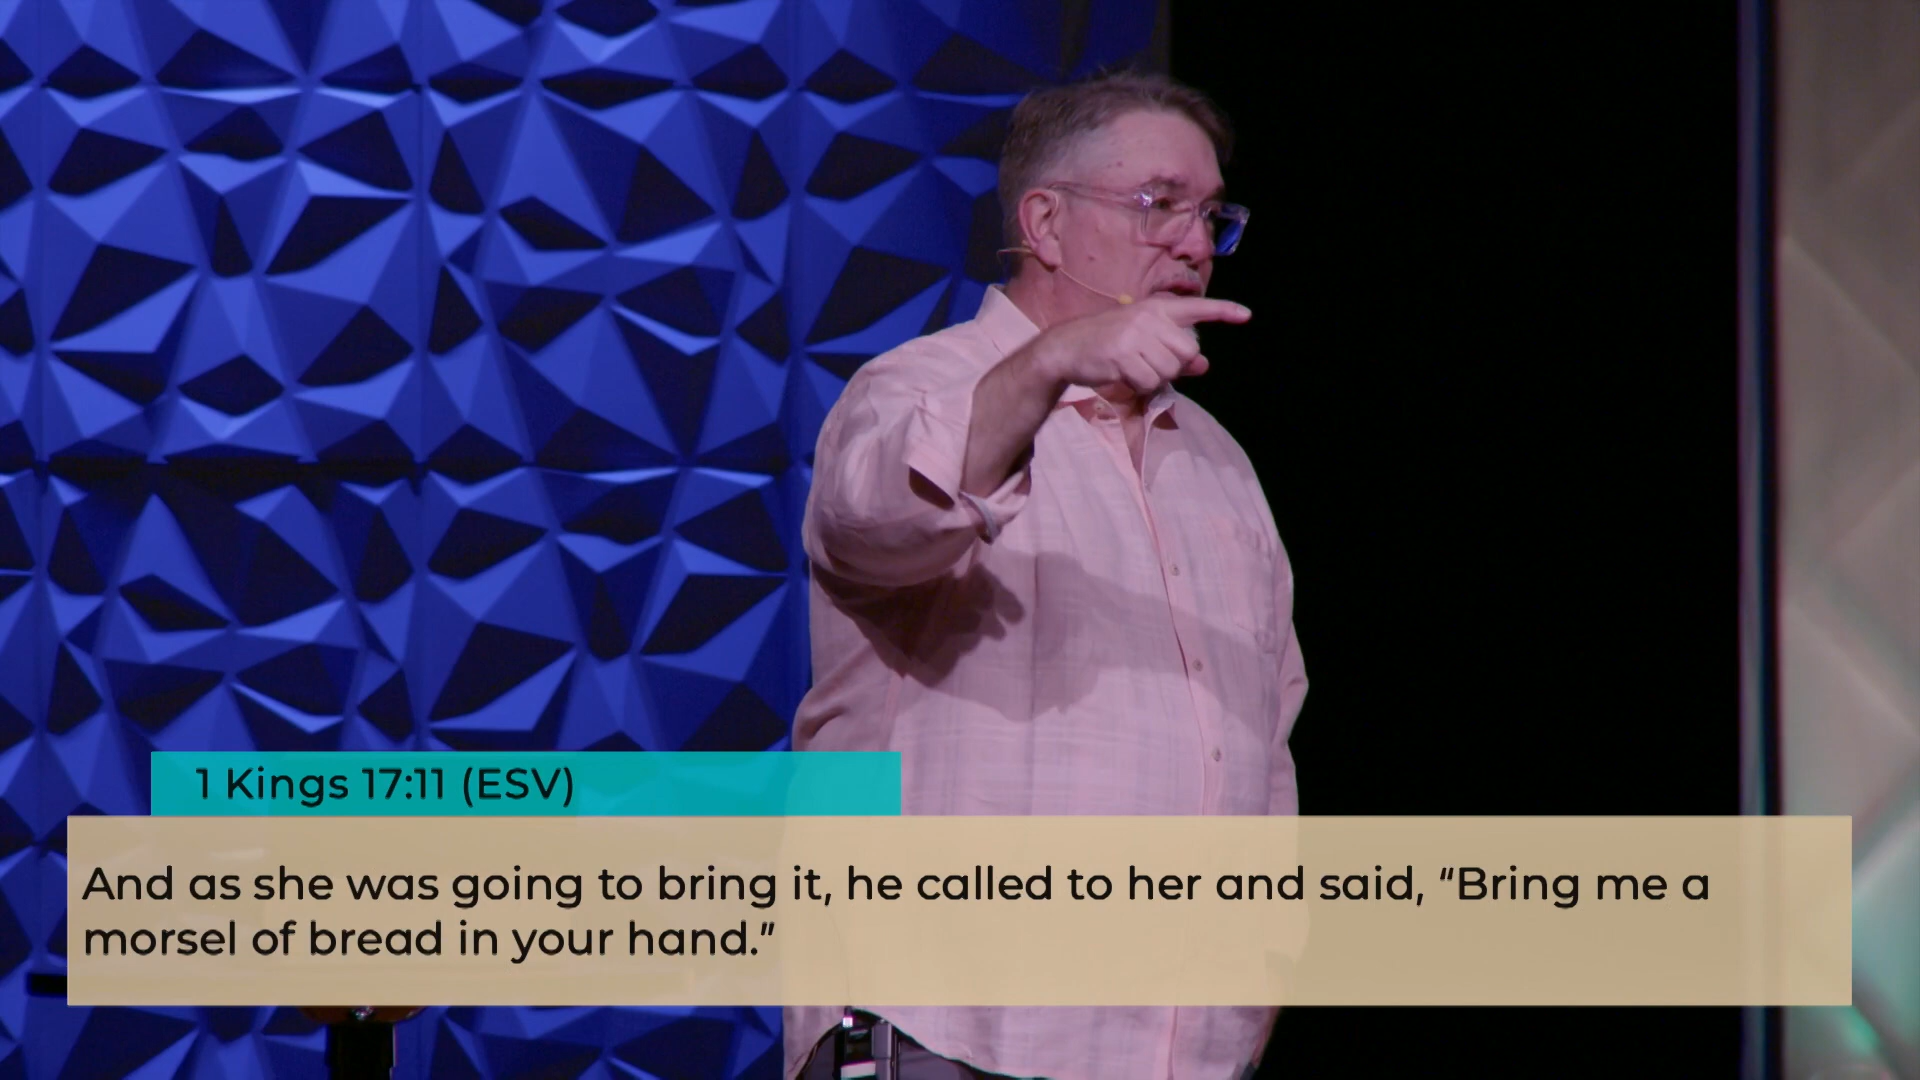 1 Kings 17:11 (ESV)
And as she was going to bring it, he called to her and said, “Bring me a
morsel of bread in your hand.”